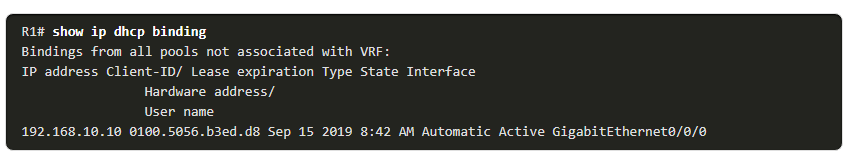 R1# show ip dhcp binding
Bindings from all pools not associated with VRF:
IP address Client-ID/ Lease expiration Type State Interface
Hardware address/
User name
192.168.10.10 0100.5056.b3ed.d8 Sep 15 2019 8:42 AM Automatic Active GigabitEthernet0/0/0